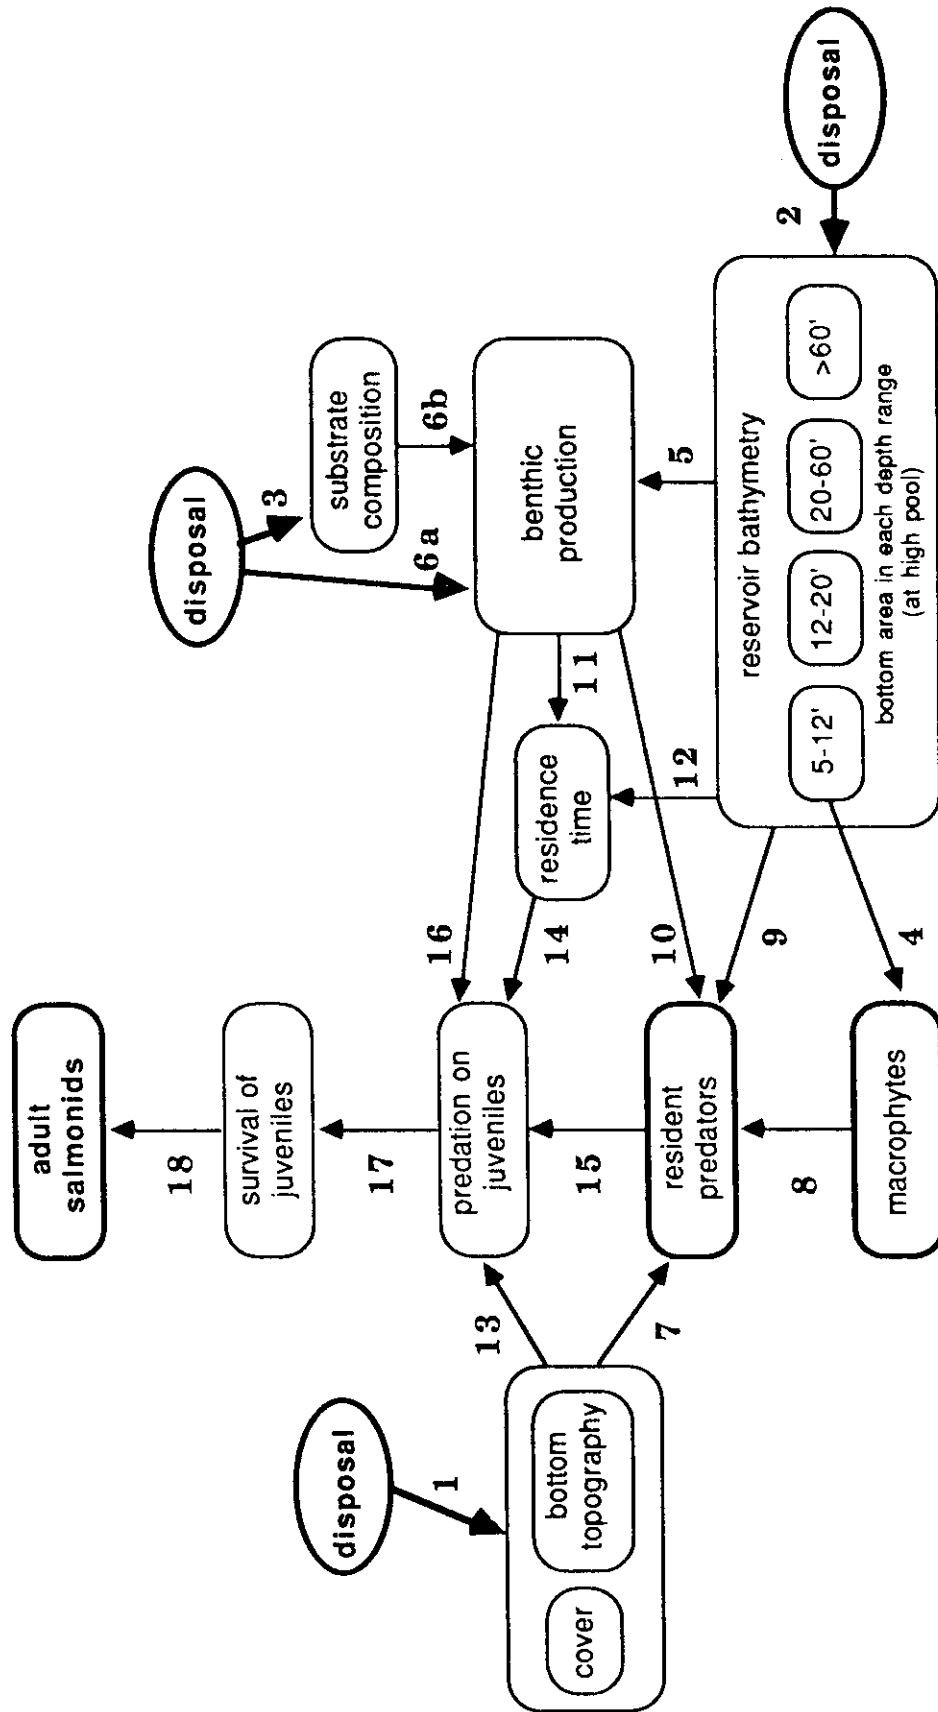 adult
salmonids
18
survival of
juveniles
17
disposal
1
cover
bottom
topography
13
7
predation on
juveniles
16
14
15
resident
predators
10
9
8
macrophytes
4
disposal
3
6a
substrate
composition
6b
benthic
production
11
residence
time
12
5
reservoir bathymetry
5-12'
12-20'
20-60'
>60'
bottom area in each depth range
(at high pool)
2
disposal